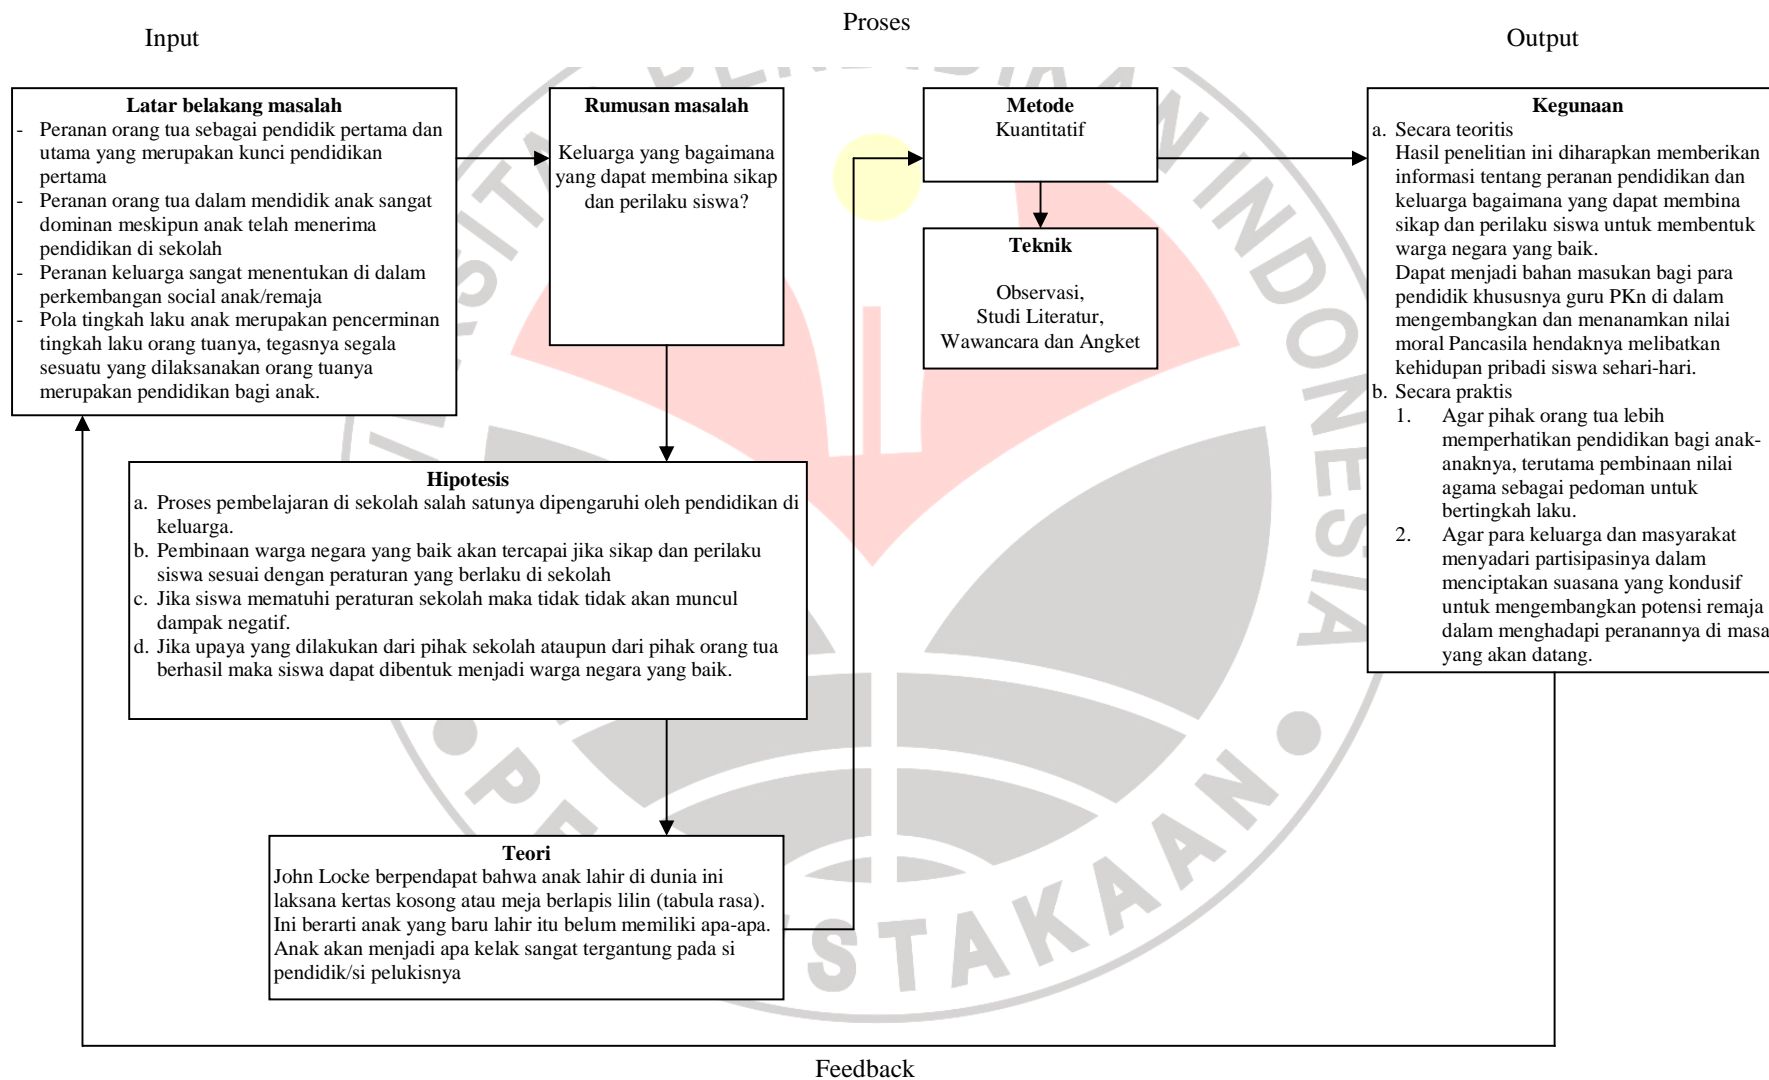 Input
Proses
Output
Latar belakang masalah
- Peranan orang tua sebagai pendidik pertama dan
utama yang merupakan kunci pendidikan
pertama
- Peranan orang tua dalam mendidik anak sangat
dominan meskipun anak telah menerima
pendidikan di sekolah
- Peranan keluarga sangat menentukan di dalam
perkembangan social anak/remaja
- Pola tingkah laku anak merupakan pencerminan
tingkah laku orang tuanya, tegasnya segala
sesuatu yang dilaksanakan orang tuanya
merupakan pendidikan bagi anak.
Rumusan masalah
Keluarga yang bagaimana
yang dapat membina sikap
dan perilaku siswa?
Hipotesis
a. Proses pembelajaran di sekolah salah satunya dipengaruhi oleh pendidikan di
keluarga.
b. Pembinaan warga negara yang baik akan tercapai jika sikap dan perilaku
siswa sesuai dengan peraturan yang berlaku di sekolah
c. Jika siswa mematuhi peraturan sekolah maka tidak tidak akan muncul
dampak negatif.
d. Jika upaya yang dilakukan dari pihak sekolah ataupun dari pihak orang tua
berhasil maka siswa dapat dibentuk menjadi warga negara yang baik.
Teori
John Locke berpendapat bahwa anak lahir di dunia ini
laksana kertas kosong atau meja berlapis lilin (tabula rasa).
Ini berarti anak yang baru lahir itu belum memiliki apa-apa.
Anak akan menjadi apa kelak sangat tergantung pada si
pendidik/si pelukisnya
Metode
Kuantitatif
Teknik
Observasi,
Studi Literatur,
Wawancara dan Angket
Kegunaan
a. Secara teoritis
Hasil penelitian ini diharapkan memberikan
informasi tentang peranan pendidikan dan
keluarga bagaimana yang dapat membina
sikap dan perilaku siswa untuk membentuk
warga negara yang baik.
Dapat menjadi bahan masukan bagi para
pendidik khususnya guru PKn di dalam
mengembangkan dan menanamkan nilai
moral Pancasila hendaknya melibatkan
kehidupan pribadi siswa sehari-hari.
b. Secara praktis
1. Agar pihak orang tua lebih
memperhatikan pendidikan bagi anak-
anaknya, terutama pembinaan nilai
agama sebagai pedoman untuk
bertingkah laku.
2. Agar para keluarga dan masyarakat
menyadari partisipasinya dalam
menciptakan suasana yang kondusif
untuk mengembangkan potensi remaja
dalam menghadapi peranannya di masa
yang akan datang.
Feedback
PENDIDIKAN INDONESIA